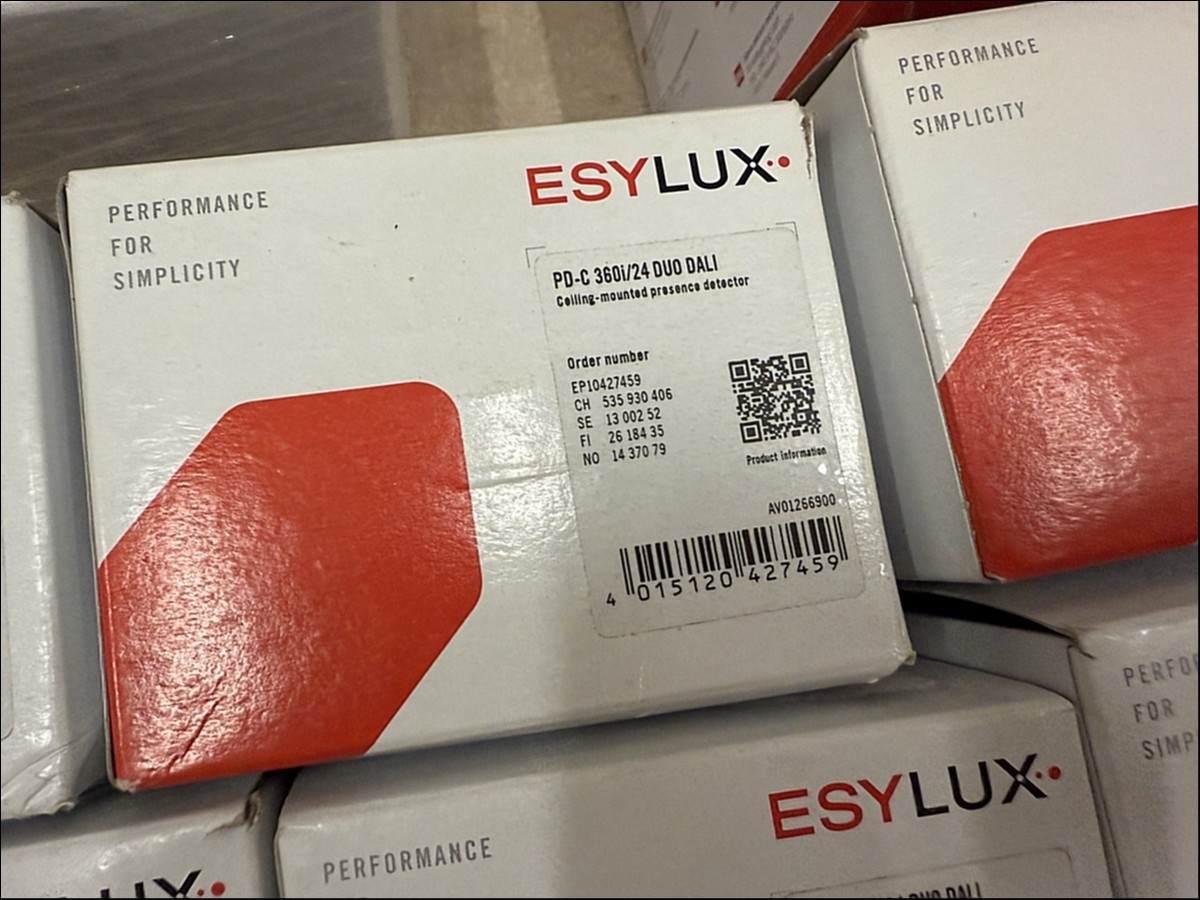 PERFORMANCE
FOR
SIMPLICITY
ESYLUX
PD-C 360i/24 DUO DALI
Ceiling-mounted presence detector
Order number
EP10427459
CH 535 930 406
SE 13 002 52
FI 26 184 35
NO 14 370 79
Product information
AV01266900
4 015120 427459
PERFORMANCE
FOR
SIMPLICITY
PERFORMANCE
ESYLUX
DUO DALI
FOR